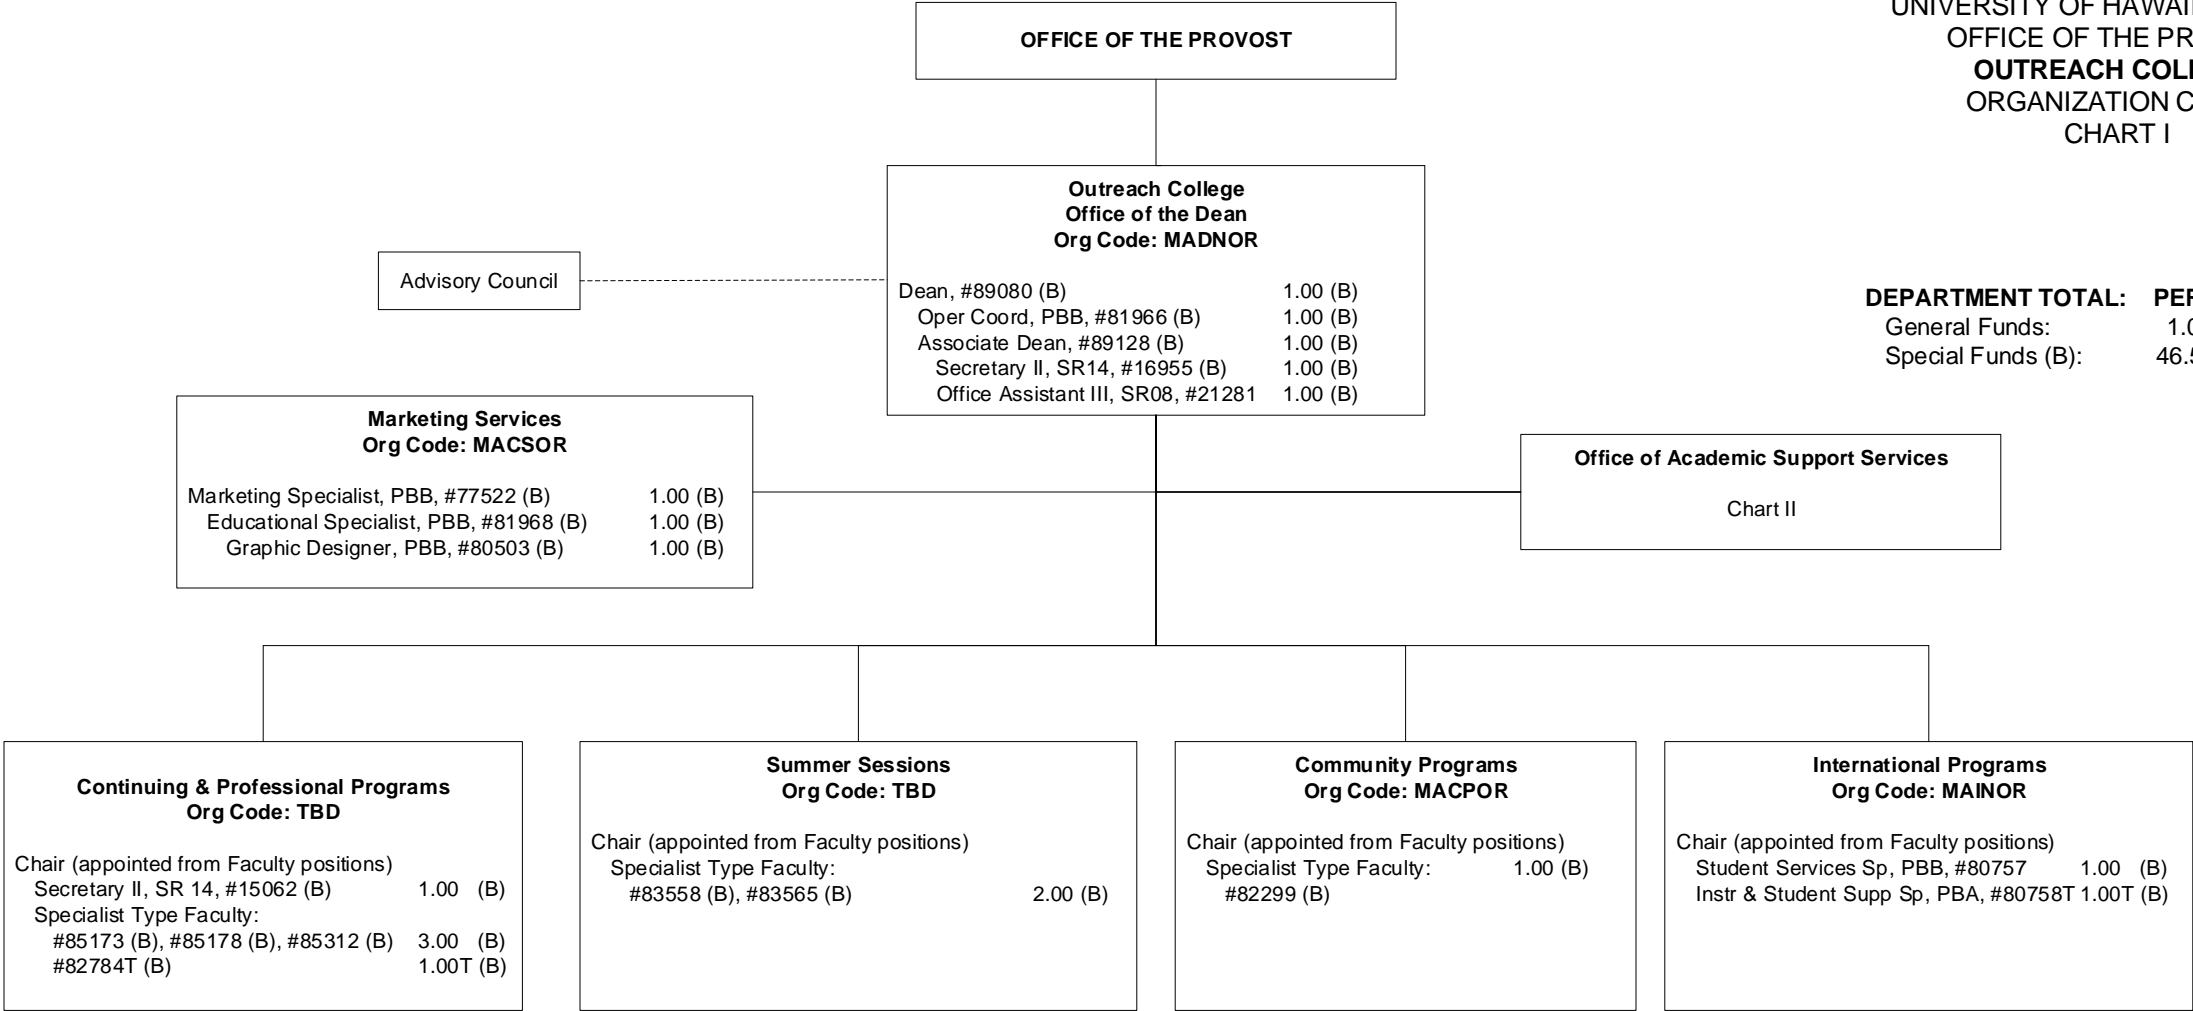 OFFICE OF THE PROVOST
UNIVERSITY OF HAWAI
OFFICE OF THE PR
OUTREACH COLL
ORGANIZATION C
CHART I
Outreach College
Office of the Dean
Org Code: MADNOR
Dean, #89080 (B) 1.00 (B)
Oper Coord, PBB, #81966 (B) 1.00 (B)
Associate Dean, #89128 (B) 1.00 (B)
Secretary II, SR14, #16955 (B) 1.00 (B)
Office Assistant III, SR08, #21281 1.00 (B)
Advisory Council
DEPARTMENT TOTAL: PE
General Funds: 1.0
Special Funds (B): 46.5
Marketing Services
Org Code: MACSOR
Marketing Specialist, PBB, #77522 (B) 1.00 (B)
Educational Specialist, PBB, #81968 (B) 1.00 (B)
Graphic Designer, PBB, #80503 (B) 1.00 (B)
Office of Academic Support Services
Chart II
Continuing & Professional Programs
Org Code: TBD
Chair (appointed from Faculty positions)
Secretary II, SR 14, #15062 (B) 1.00 (B)
Specialist Type Faculty:
#85173 (B), #85178 (B), #85312 (B) 3.00 (B)
#82784T (B) 1.00T (B)
Summer Sessions
Org Code: TBD
Chair (appointed from Faculty positions)
Specialist Type Faculty:
#83558 (B), #83565 (B) 2.00 (B)
Community Programs
Org Code: MACPOR
Chair (appointed from Faculty positions)
Specialist Type Faculty: 1.00 (B)
#82299 (B)
International Programs
Org Code: MAINOR
Chair (appointed from Faculty positions)
Student Services Sp, PBB, #80757 1.00 (B)
Instr & Student Supp Sp, PBA, #80758T 1.00T (B)